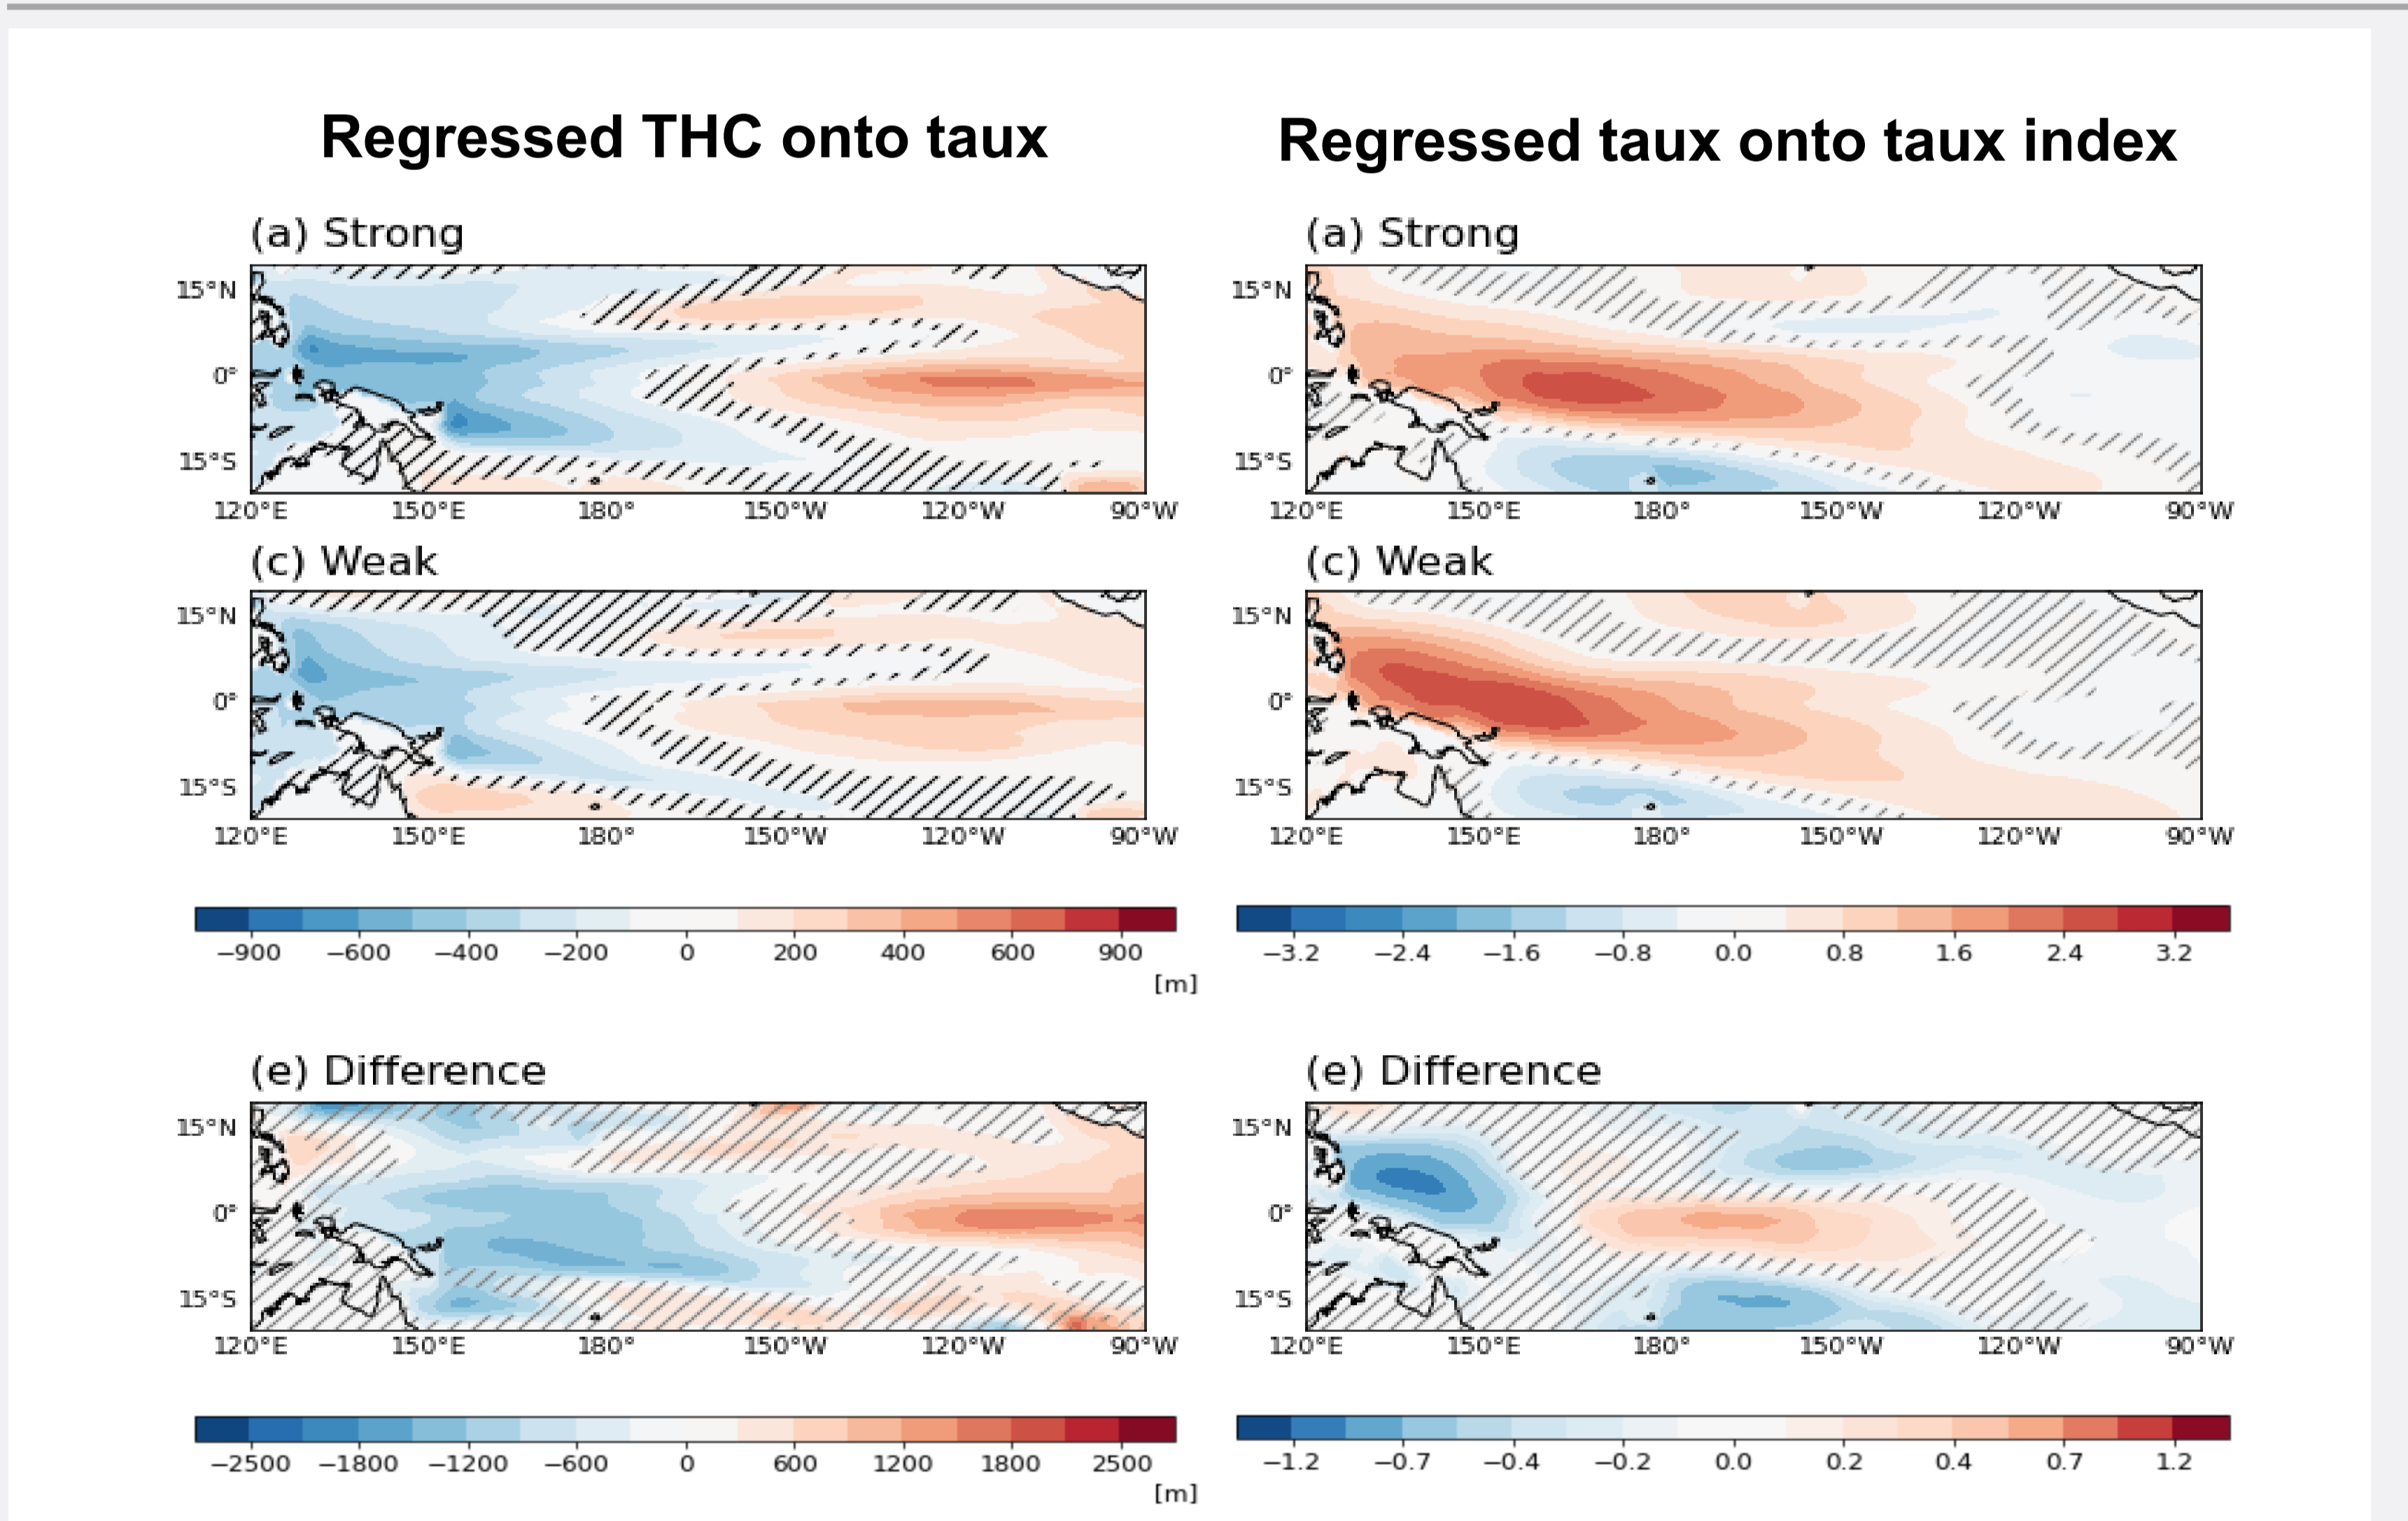 Regressed THC onto taux
Regressed taux onto taux index
(a) Strong
15°N
0°
15°S
120°E 150°E 180° 150°W 120°W 90°W
(a) Strong
15°N
0°
15°S
120°E 150°E 180° 150°W 120°W 90°W
(c) Weak
15°N
0°
15°S
120°E 150°E 180° 150°W 120°W 90°W
(c) Weak
15°N
0°
15°S
120°E 150°E 180° 150°W 120°W 90°W
−900 −600 −400 −200 0 200 400 600 900
[m]
−3.2 −2.4 −1.6 −0.8 0.0 0.8 1.6 2.4 3.2
(e) Difference
15°N
0°
15°S
120°E 150°E 180° 150°W 120°W 90°W
(e) Difference
15°N
0°
15°S
120°E 150°E 180° 150°W 120°W 90°W
−2500 −1800 −1200 −600 0 600 1200 1800 2500
[m]
−1.2 −0.7 −0.4 −0.2 0.0 0.2 0.4 0.7 1.2